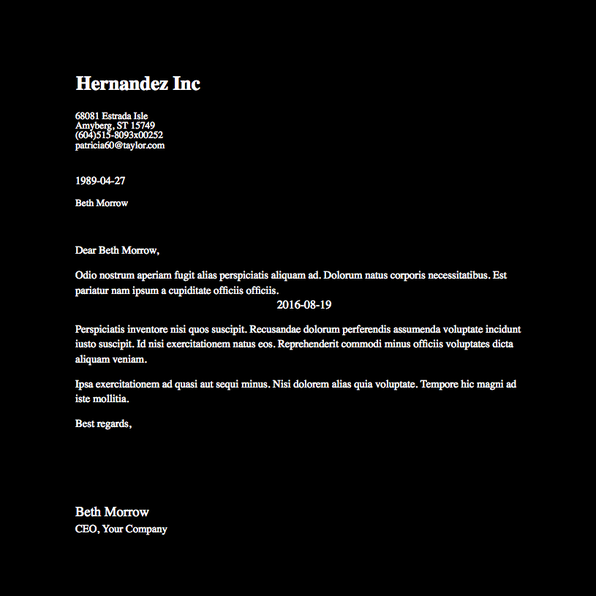 Hernandez Inc
68081 Estrada Isle
Amyberg, ST 15749
(604)515-8093x00252
patricia60@taylor.com
1989-04-27
Beth Morrow
Dear Beth Morrow,
Odio nostrum aperiam fugit alias perspiciatis aliquam ad. Dolorum natus corporis necessitatibus. Est
pariatur nam ipsum a cupiditate officiis officiis.
2016-08-19
Perspiciatis inventore nisi quos suscipit. Recusandae dolorum perferendis assumenda voluptate incidunt
iusto suscipit. Id nisi exercitationem natus eos. Reprehenderit commodi minus officiis voluptates dicta
aliquam veniam.
Ipsa exercitationem ad quasi aut sequi minus. Nisi dolorem alias quia voluptate. Tempore hic magni ad
iste mollitia.
Best regards,
Beth Morrow
CEO, Your Company